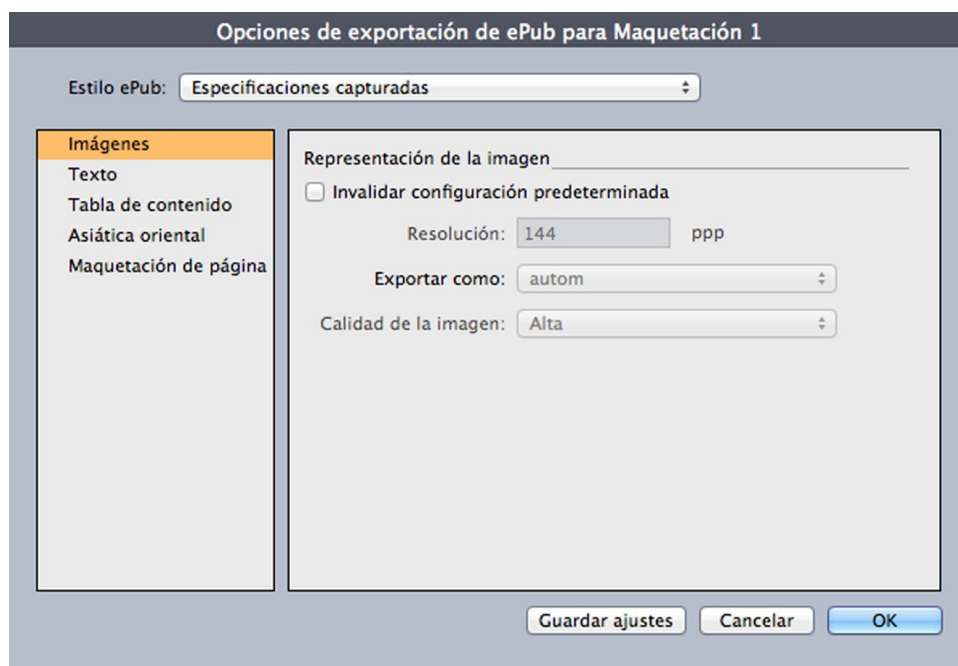 Opciones de exportación de ePub para Maquetación 1
Estilo ePub: Especificaciones capturadas
Imágenes
Texto
Tabla de contenido
Asiática oriental
Maquetación de página
Representación de la imagen
Invalidar configuración predeterminada
Resolución: 144 ppp
Exportar como: autom
Calidad de la imagen: Alta
Guardar ajustes Cancelar OK